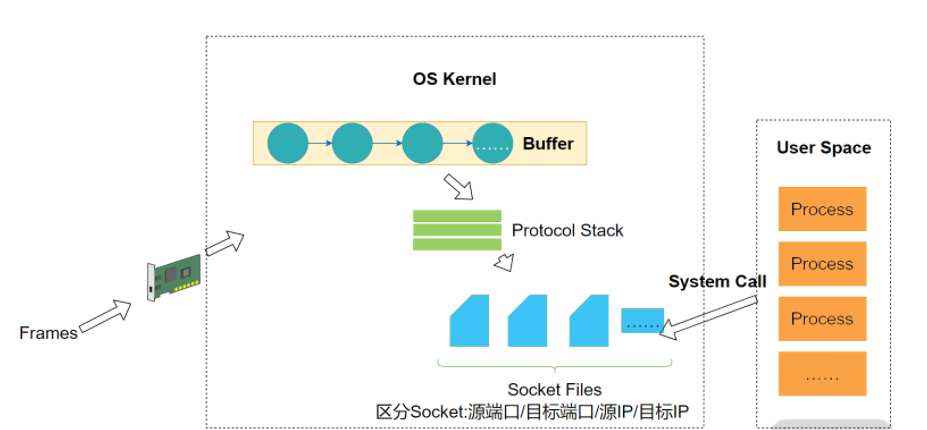 OS Kernel
......
Buffer
User Space
Process
Protocol Stack
Process
System Call
Process
......
Frames
......
Socket Files
区分Socket:源端口/目标端口/源IP/目标IP